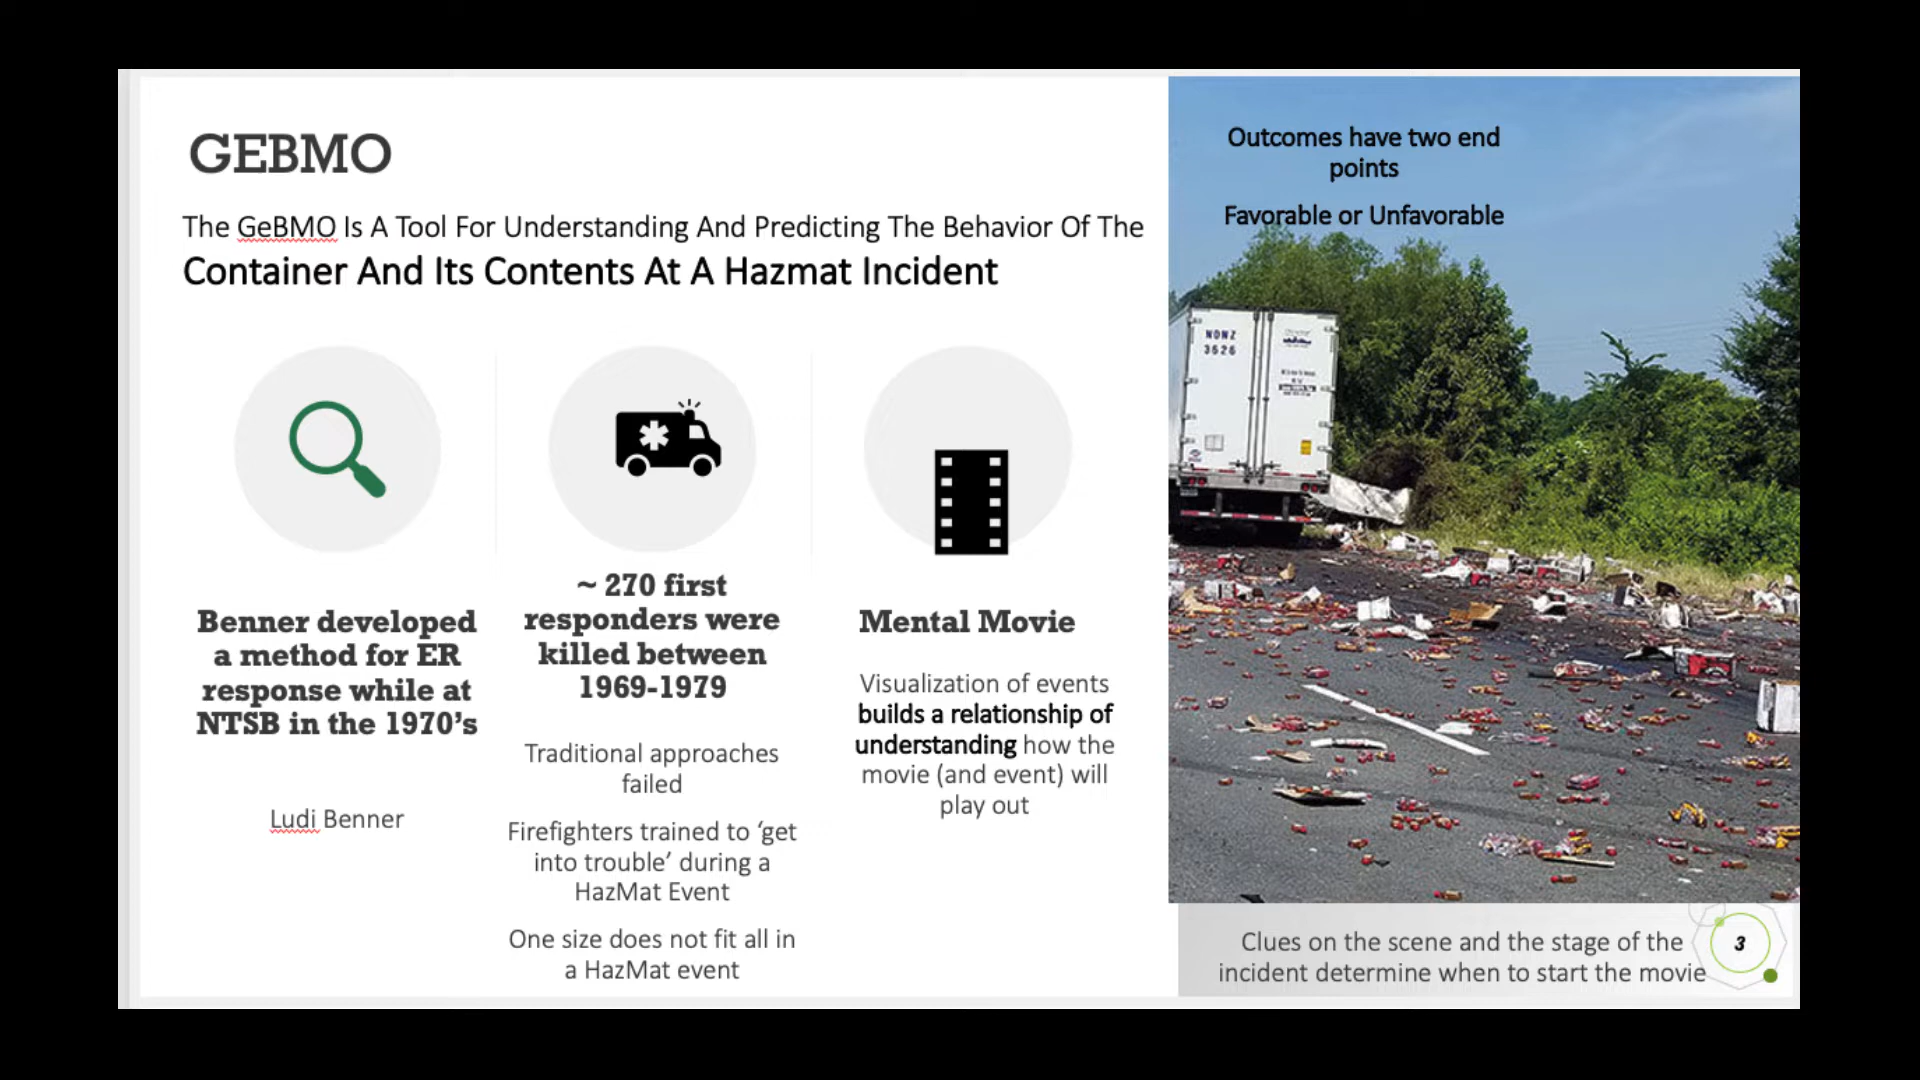 GEBMO
The GeBMO Is A Tool For Understanding And Predicting The Behavior Of The
Container And Its Contents At A Hazmat Incident
Benner developed
a method for ER
response while at
NTSB in the 1970’s
Ludi Benner
~ 270 first
responders were
killed between
1969-1979
Traditional approaches
failed
Firefighters trained to ‘get
into trouble’ during a
HazMat Event
One size does not fit all in
a HazMat event
Mental Movie
Visualization of events
builds a relationship of
understanding how the
movie (and event) will
play out
Outcomes have two end
points
Favorable or Unfavorable
NONZ
3626
Clues on the scene and the stage of the
incident determine when to start the movie
3